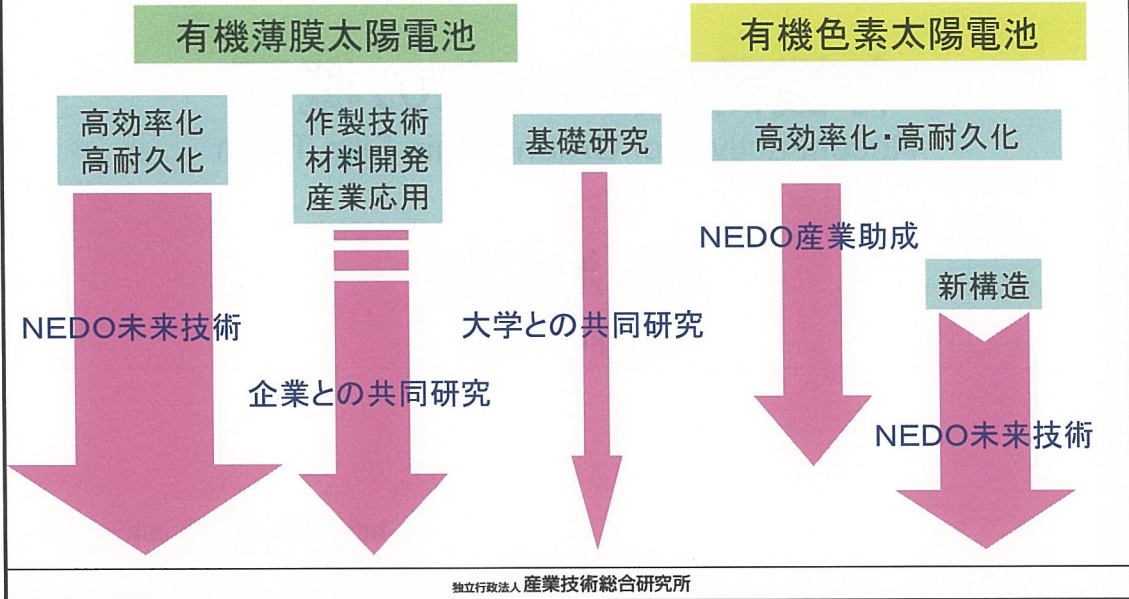 有機薄膜太陽電池
有機色素太陽電池
高効率化
高耐久化
作製技術
材料開発
産業応用
基礎研究
高効率化・高耐久化
NEDO産業助成
新構造
NEDO未来技術
大学との共同研究
企業との共同研究
NEDO未来技術
独立行政法人 産業技術総合研究所